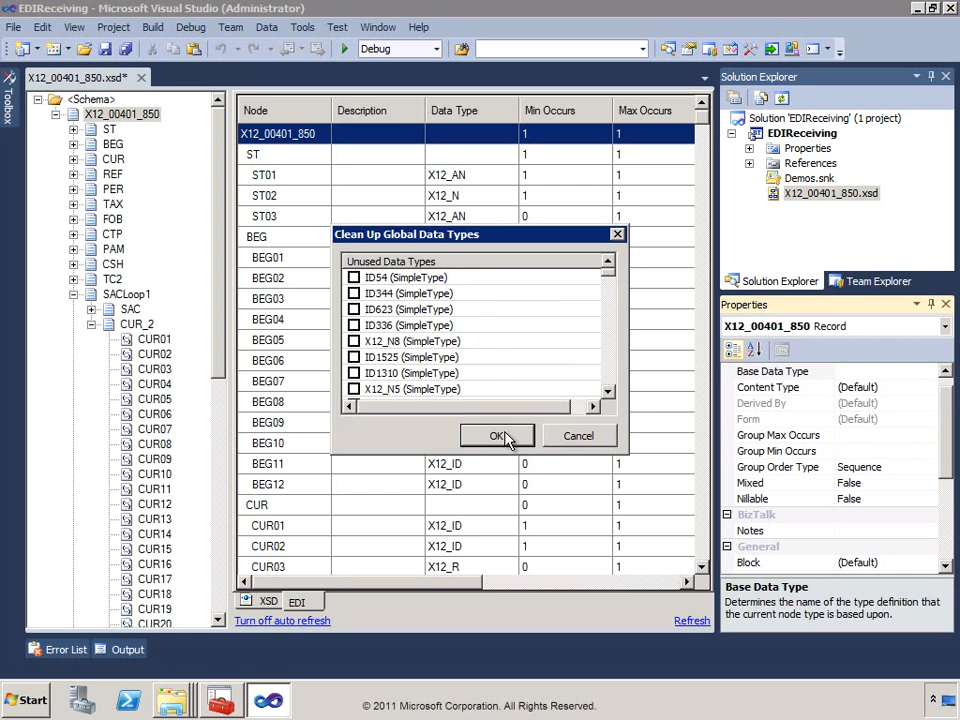 EDIReceiving - Microsoft Visual Studio (Administrator)
File Edit View Project Build Debug Team Data Tools Test Window Help
Debug
Toolbox
X12_00401_850.xsd*
<Schema>
X12_00401_850
ST
BEG
CUR
REF
PER
TAX
FOB
CTP
PAM
CSH
TC2
SACLoop1
SAC
CUR_2
CUR01
CUR02
CUR03
CUR04
CUR05
CUR06
CUR07
CUR08
CUR09
CUR10
CUR11
CUR12
CUR13
CUR14
CUR15
CUR16
CUR17
CUR18
CUR19
CUR20
Node Description Data Type Min Occurs Max Occurs
X12_00401_850 1 1
ST 1 1
ST01 X12_AN 1 1
ST02 X12_N 1 1
ST03 X12_AN 0 1
BEG
BEG01
BEG02
BEG03
BEG04
BEG05
BEG06
BEG07
BEG08
BEG09
BEG10
BEG11 X12_ID 0 1
BEG12 X12_ID 0 1
CUR 0 1
CUR01 X12_ID 1 1
CUR02 X12_ID 1 1
CUR03 X12_R 0 1
XSD EDI
Turn off auto refresh Refresh
Clean Up Global Data Types
Unused Data Types
ID54 (SimpleType)
ID344 (SimpleType)
ID623 (SimpleType)
ID336 (SimpleType)
X12_N8 (SimpleType)
ID1525 (SimpleType)
ID1310 (SimpleType)
X12_N5 (SimpleType)
OK Cancel
Solution Explorer
Solution 'EDIReceiving' (1 project)
EDIReceiving
Properties
References
Demos.snk
X12_00401_850.xsd
Solution Explorer Team Explorer
Properties
X12_00401_850 Record
Base Data Type
Content Type (Default)
Derived By (Default)
Form (Default)
Group Max Occurs
Group Min Occurs
Group Order Type Sequence
Mixed False
Nillable False
BizTalk
Notes
General
Block (Default)
Base Data Type
Determines the name of the type definition that
the current node type is based upon.
Error List Output
Start
© 2011 Microsoft Corporation. All Rights Reserved.